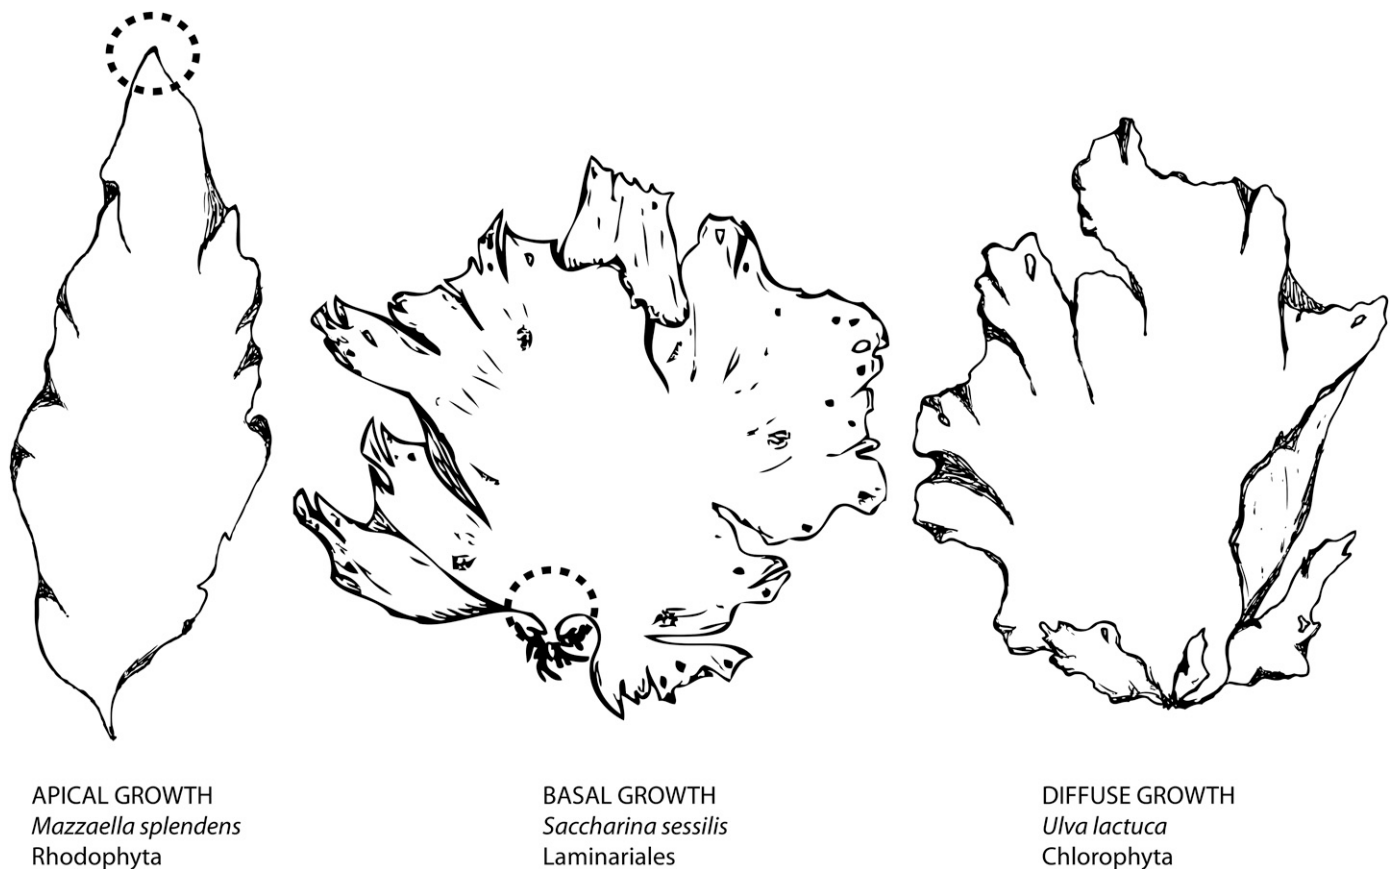 APICAL GROWTH
Mazzaella splendens
Rhodophyta
BASAL GROWTH
Saccharina sessilis
Laminariales
DIFFUSE GROWTH
Ulva lactuca
Chlorophyta